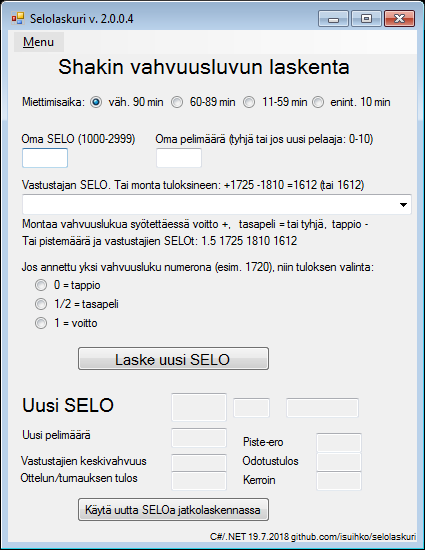 Selolaskuri v. 2.0.0.4
Menu
Shakin vahvuusluvun laskenta
Miettimisaika: väh. 90 min 60-89 min 11-59 min enint. 10 min
Oma SELO (1000-2999) Oma pelimäärä (tyhjä tai jos uusi pelaaja: 0-10)
Vastustajan SELO. Tai monta tuloksineen: +1725 -1810 =1612 (tai 1612)
Montaa vahvuuslukua syötettäessä voitto +, tasapeli = tai tyhjä, tappio -
Tai pistemäärä ja vastustajien SELOt: 1.5 1725 1810 1612
Jos annettu yksi vahvuusluku numerona (esim. 1720), niin tuloksen valinta:
0 = tappio
1/2 = tasapeli
1 = voitto
Laske uusi SELO
Uusi SELO
Uusi pelimäärä
Piste-ero
Vastustajien keskivahvuus Odotustulos
Ottelun/turnauksen tulos Kerroin
Käytä uutta SELOa jatkolaskennassa
C#/.NET 19.7.2018 github.com/isuihko/selolaskuri